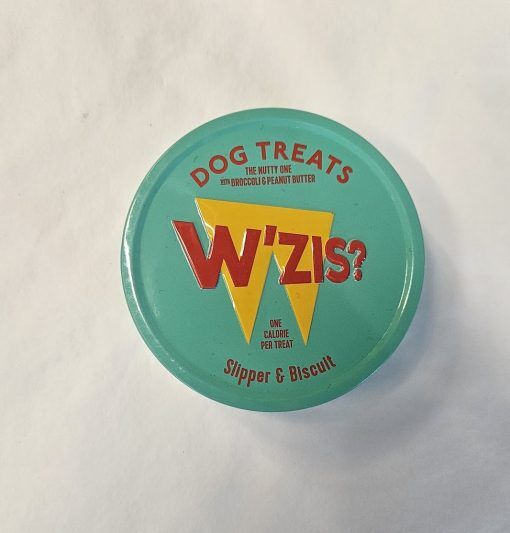 DOG TREATS
THE NUTTY ONE
WITH BROCCOLI & PEANUT BUTTER
W'ZIS?
ONE
CALORIE
PER TREAT
Slipper & Biscuit